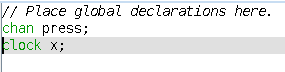 // Place global declarations here.
chan press;
clock x;